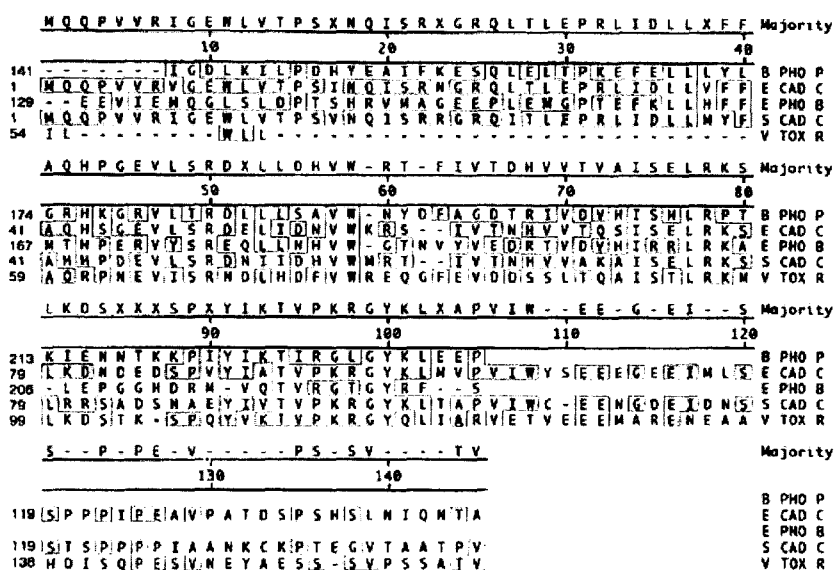 M Q Q P V V R I G E W L V T P S X N Q I S R X G R Q L T L E P R L I D L L X F F Majority
10 20 30 40
141 - - - - - - - I G D L K I L P D H Y E A I F K E S Q L E L T P K E F E L L L Y L B PHO P
1 M Q Q P V V R V G E W L V T P S I N Q I S R N G R Q L T L E P R L I D L L V F F E CAD C
129 - - E E V I E M Q G L S L D P T S H R V M A G E E P L E M G P T E F K L L H F F E PHO B
1 M Q Q P V V R I G E W L V T P S V N Q I S R R G R Q I T L E P R L I D L L M Y F S CAD C
54 I L - - - - - - - - W L L - - - - - - - - - - - - - - - - - - - - - - - - - - - V TOX R
A Q H P G E V L S R D X L L D H V W - R T - F I V T D H V V T V A I S E L R K S Majority
50 60 70 80
174 G R H K G R V L T R D L L L S A V W - N Y D F A G D T R I V D V H I S H L R P T B PHO P
41 A Q H S G E V L S R D E L I D N V W K R S - - I V T N H V V T Q S I S E L R K S E CAD C
167 M T H P E R V Y S R E Q L L N H V W - G T N V Y V E D R T V D V H I R R L R K A E PHO B
41 A H H P D E V L S R D N I I D H V W M R T - - I V T N H V V A K A I S E L R K S S CAD C
59 A Q R P N E V I S R N D L H D F V W R E Q G F E V D D S S L T Q A I S T L R K M V TOX R
L K D S X X X S P X Y I K T V P K R G Y K L X A P V I W - - E E - G - E I - - S Majority
90 100 110 120
213 K I E N N T K K P I Y I K T I R G L G Y K L E E P B PHO P
79 L K D N D E D S P V Y I A T V P K R G Y K L M V P V I W Y S E E E G E E I M L S E CAD C
206 - L E P G G H D R M - V Q T V R G T G Y R F - - S E PHO B
79 L R R S A D S N A E Y I V T V P K R G Y K L T A P V I W C - E E N G D E I D N S S CAD C
99 L K D S T K - S P Q Y V K T V P K R G Y Q L I A R V E T V E E E M A R E N E A A V TOX R
S - - P - P E - V - - - - - P S - S V - - - - T V Majority
130 140
B PHO P
119 S P P P I P E A V P A T D S P S H S L N I Q N T A E CAD C
E PHO B
119 S T S P P P P I A A N K C K P T E G V T A A T P V S CAD C
138 H D I S Q P E S V N E Y A E S S - S V P S S A T V V TOX R